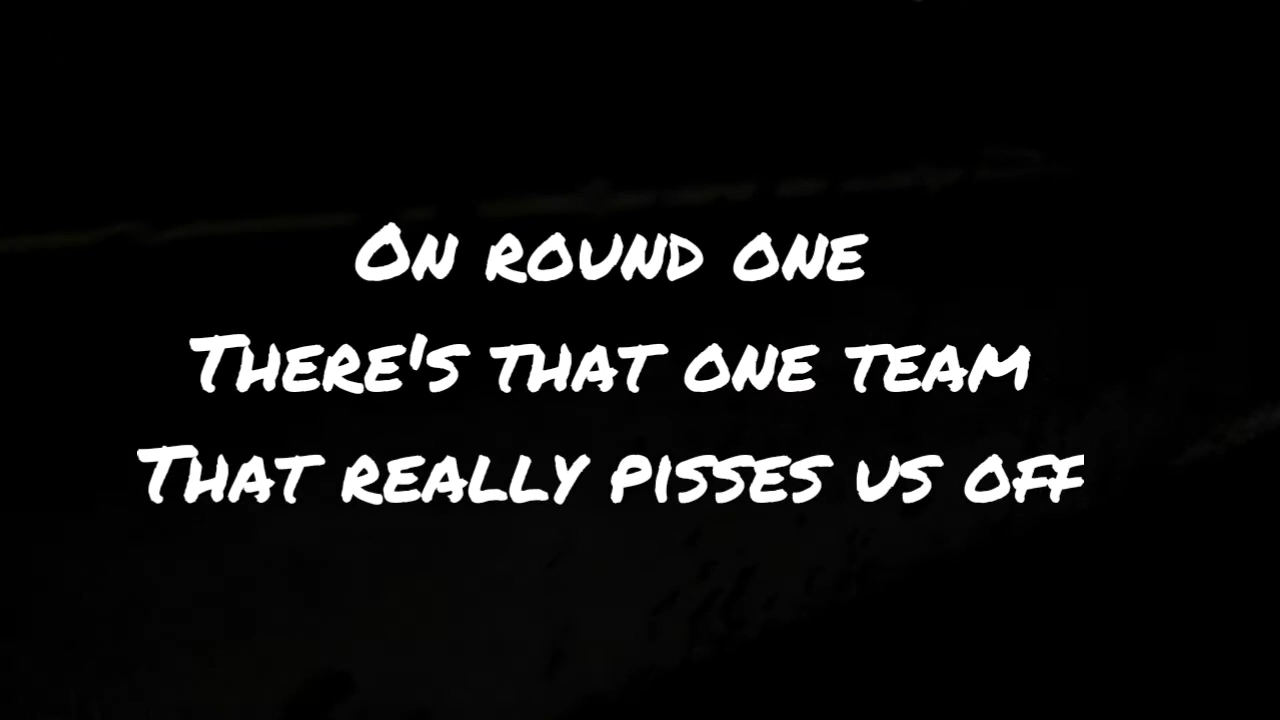 On round one
There's that one team
That really pisses us off